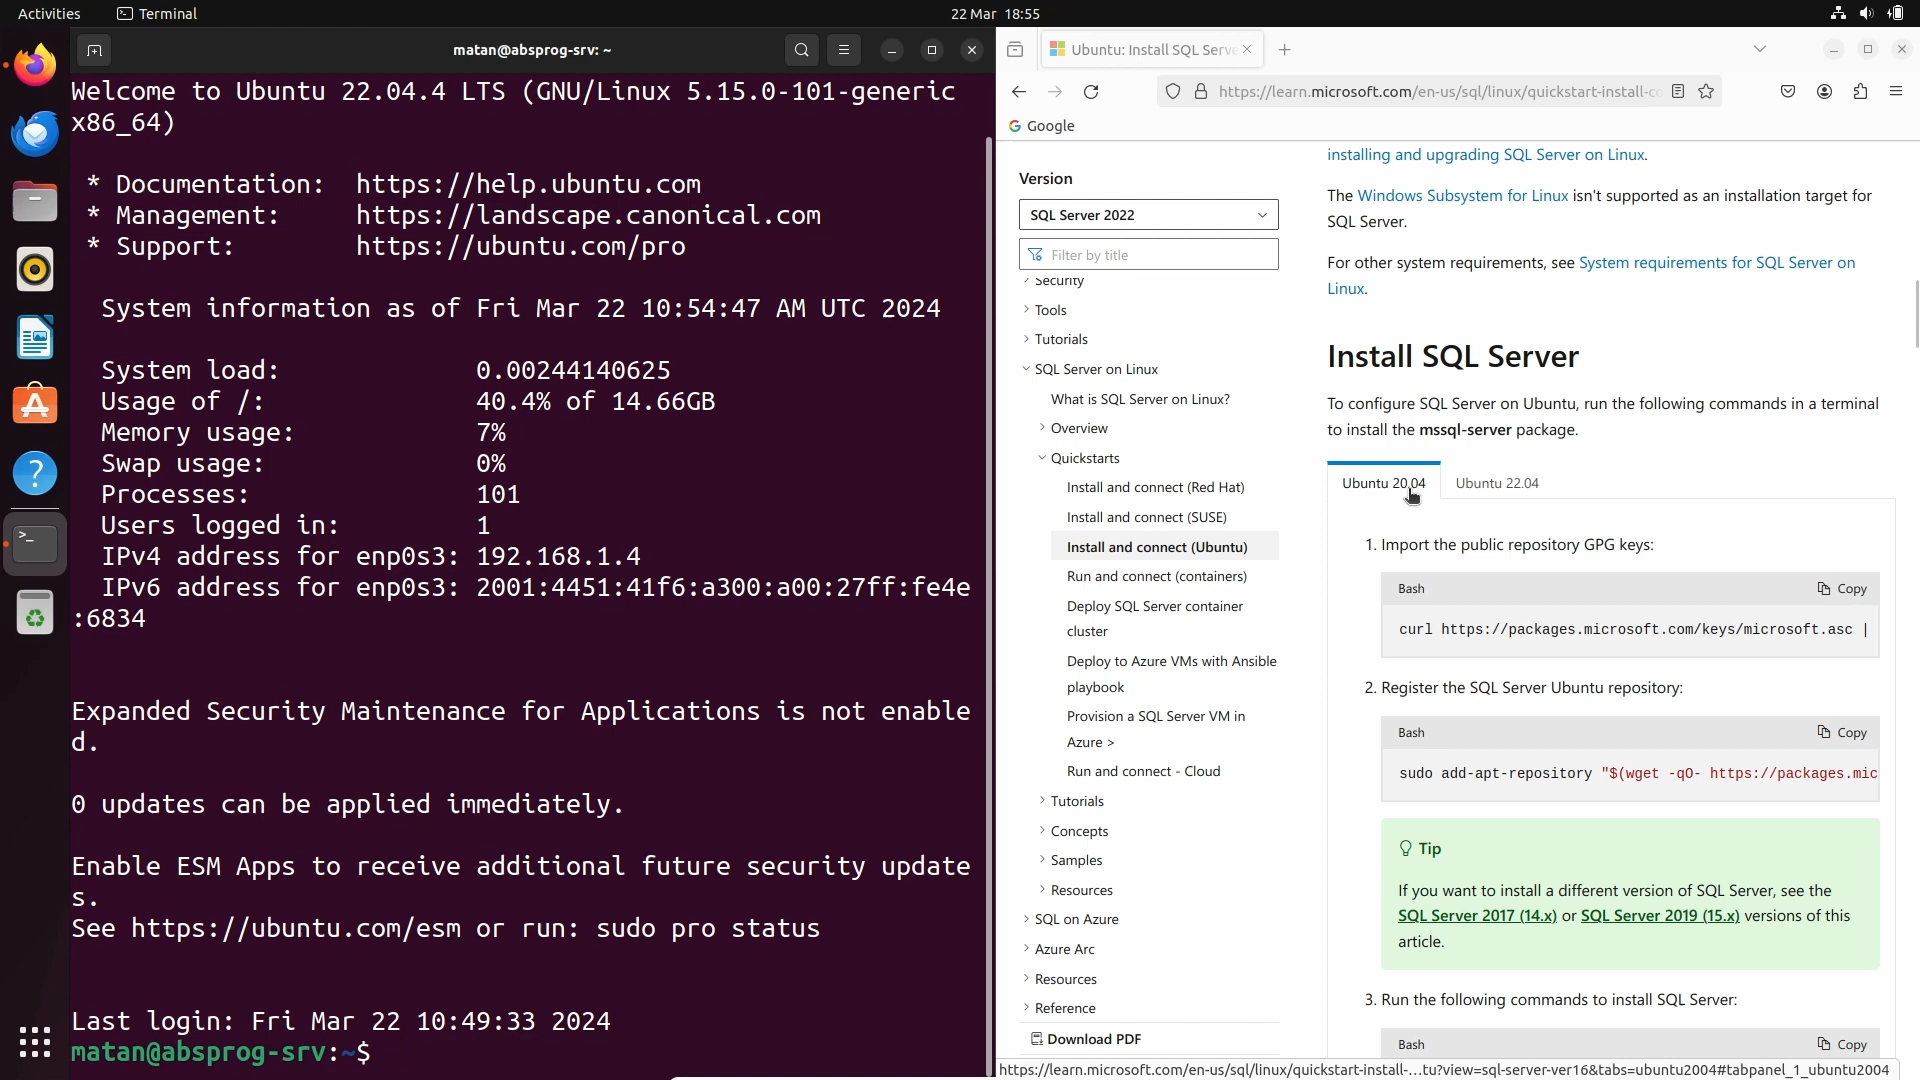 Activities
Terminal
22 Mar 18:55
matan@absprog-srv: ~
Welcome to Ubuntu 22.04.4 LTS (GNU/Linux 5.15.0-101-generic
x86_64)
* Documentation: https://help.ubuntu.com
* Management: https://landscape.canonical.com
* Support: https://ubuntu.com/pro
System information as of Fri Mar 22 10:54:47 AM UTC 2024
System load: 0.00244140625
Usage of /: 40.4% of 14.66GB
Memory usage: 7%
Swap usage: 0%
Processes: 101
Users logged in: 1
IPv4 address for enp0s3: 192.168.1.4
IPv6 address for enp0s3: 2001:4451:41f6:a300:a00:27ff:fe4e
:6834
Expanded Security Maintenance for Applications is not enable
d.
0 updates can be applied immediately.
Enable ESM Apps to receive additional future security update
s.
See https://ubuntu.com/esm or run: sudo pro status
Last login: Fri Mar 22 10:49:33 2024
matan@absprog-srv:~$
Ubuntu: Install SQL Serve
https://learn.microsoft.com/en-us/sql/linux/quickstart-install-co
Google
Version
SQL Server 2022
Filter by title
Security
Tools
Tutorials
SQL Server on Linux
What is SQL Server on Linux?
Overview
Quickstarts
Install and connect (Red Hat)
Install and connect (SUSE)
Install and connect (Ubuntu)
Run and connect (containers)
Deploy SQL Server container
cluster
Deploy to Azure VMs with Ansible
playbook
Provision a SQL Server VM in
Azure >
Run and connect - Cloud
Tutorials
Concepts
Samples
Resources
SQL on Azure
Azure Arc
Resources
Reference
Download PDF
installing and upgrading SQL Server on Linux.
The Windows Subsystem for Linux isn't supported as an installation target for
SQL Server.
For other system requirements, see System requirements for SQL Server on
Linux.
Install SQL Server
To configure SQL Server on Ubuntu, run the following commands in a terminal
to install the mssql-server package.
Ubuntu 20.04 Ubuntu 22.04
1. Import the public repository GPG keys:
Bash Copy
curl https://packages.microsoft.com/keys/microsoft.asc |
2. Register the SQL Server Ubuntu repository:
Bash Copy
sudo add-apt-repository "$(wget -qO- https://packages.mic
Tip
If you want to install a different version of SQL Server, see the
SQL Server 2017 (14.x) or SQL Server 2019 (15.x) versions of this
article.
3. Run the following commands to install SQL Server:
Bash Copy
https://learn.microsoft.com/en-us/sql/linux/quickstart-install-...tu?view=sql-server-ver16&tabs=ubuntu2004#tabpanel_1_ubuntu2004